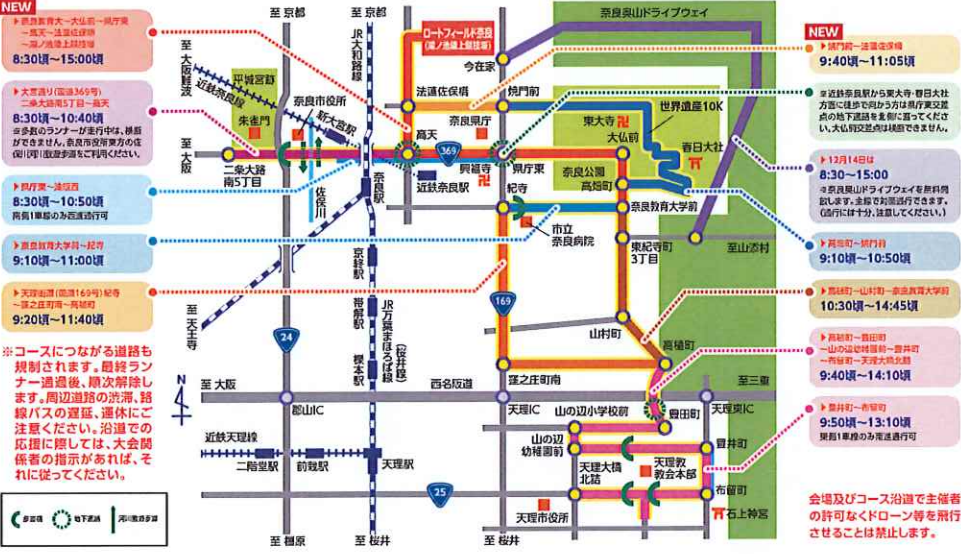 NEW
▶奈良教育大〜大仏前〜県庁東
〜高天〜法蓮佐保橋
〜鴻ノ池陸上競技場
8:30頃〜15:00頃
▶大宮通り(国道369号)
二条大路南5丁目〜高天
8:30頃〜10:40頃
※多数のランナーが走行中は、横断
ができません。奈良市役所東方の佐
保川河川敷遊歩道をご利用ください。
▶県庁東〜油阪西
8:30頃〜10:50頃
南側1車線のみ西進通行可
▶奈良教育大学前〜紀寺
9:10頃〜11:00頃
▶天理街道(国道169号)紀寺
〜窪之庄町南〜高樋町
9:20頃〜11:40頃
※コースにつながる道路も
規制されます。最終ラン
ナー通過後、順次解除し
ます。周辺道路の渋滞、路
線バスの遅延、運休にご
注意ください。沿道での
応援に際しては、大会関
係者の指示があれば、そ
れに従ってください。
歩道橋
地下道路
河川敷遊歩道
至 京都
至 京都
至 大阪難波
平城宮跡
近鉄奈良線
朱雀門
奈良市役所
新大宮駅
JR大和路線
ロートフィールド奈良
(鴻ノ池陸上競技場)
今在家
奈良奥山ドライブウェイ
法蓮佐保橋
焼門前
世界遺産10K
奈良県庁
東大寺
大仏前
春日大社
高天
369
興福寺
県庁東
至 大阪
二条大路
南5丁目
佐保川
奈良駅
近鉄奈良駅
奈良公園
高畑町
紀寺
奈良教育大学前
市立
奈良病院
東紀寺町
3丁目
至山添村
至 天王寺
京終駅
帯解駅
櫟本駅
JR万葉まほろば線
(桜井線)
24
169
山村町
高樋町
窪之庄町南
N
至 大阪
西名阪道
至 三重
郡山IC
天理IC
山の辺小学校前
豊田町
天理東IC
近鉄天理線
二階堂駅
前栽駅
天理駅
山の辺
幼稚園前
豊井町
天理大橋
北詰
天理教
教会本部
25
天理市役所
布留町
石上神宮
至 橿原
至 桜井
至 桜井
NEW
▶焼門前〜法蓮佐保橋
9:40頃〜11:05頃
※近鉄奈良駅から東大寺・春日大社
方面に徒歩で向かう方は県庁東交差
点の地下道路を東側に渡ってくださ
い。大仏前交差点は横断できません。
▶12月14日は
8:30〜15:00
※奈良奥山ドライブウェイを無料開
放します。全線で対面通行できます。
(通行には十分、注意してください。)
▶高畑町〜焼門前
9:10頃〜10:50頃
▶高樋町〜山村町〜奈良教育大学前
10:30頃〜14:45頃
▶高樋町〜豊田町
〜山の辺幼稚園前〜豊井町
〜布留町〜天理大橋北詰
9:40頃〜14:10頃
▶豊井町〜布留町
9:50頃〜13:10頃
東側1車線のみ南進通行可
会場及びコース沿道で主催者
の許可なくドローン等を飛行
させることは禁止します。